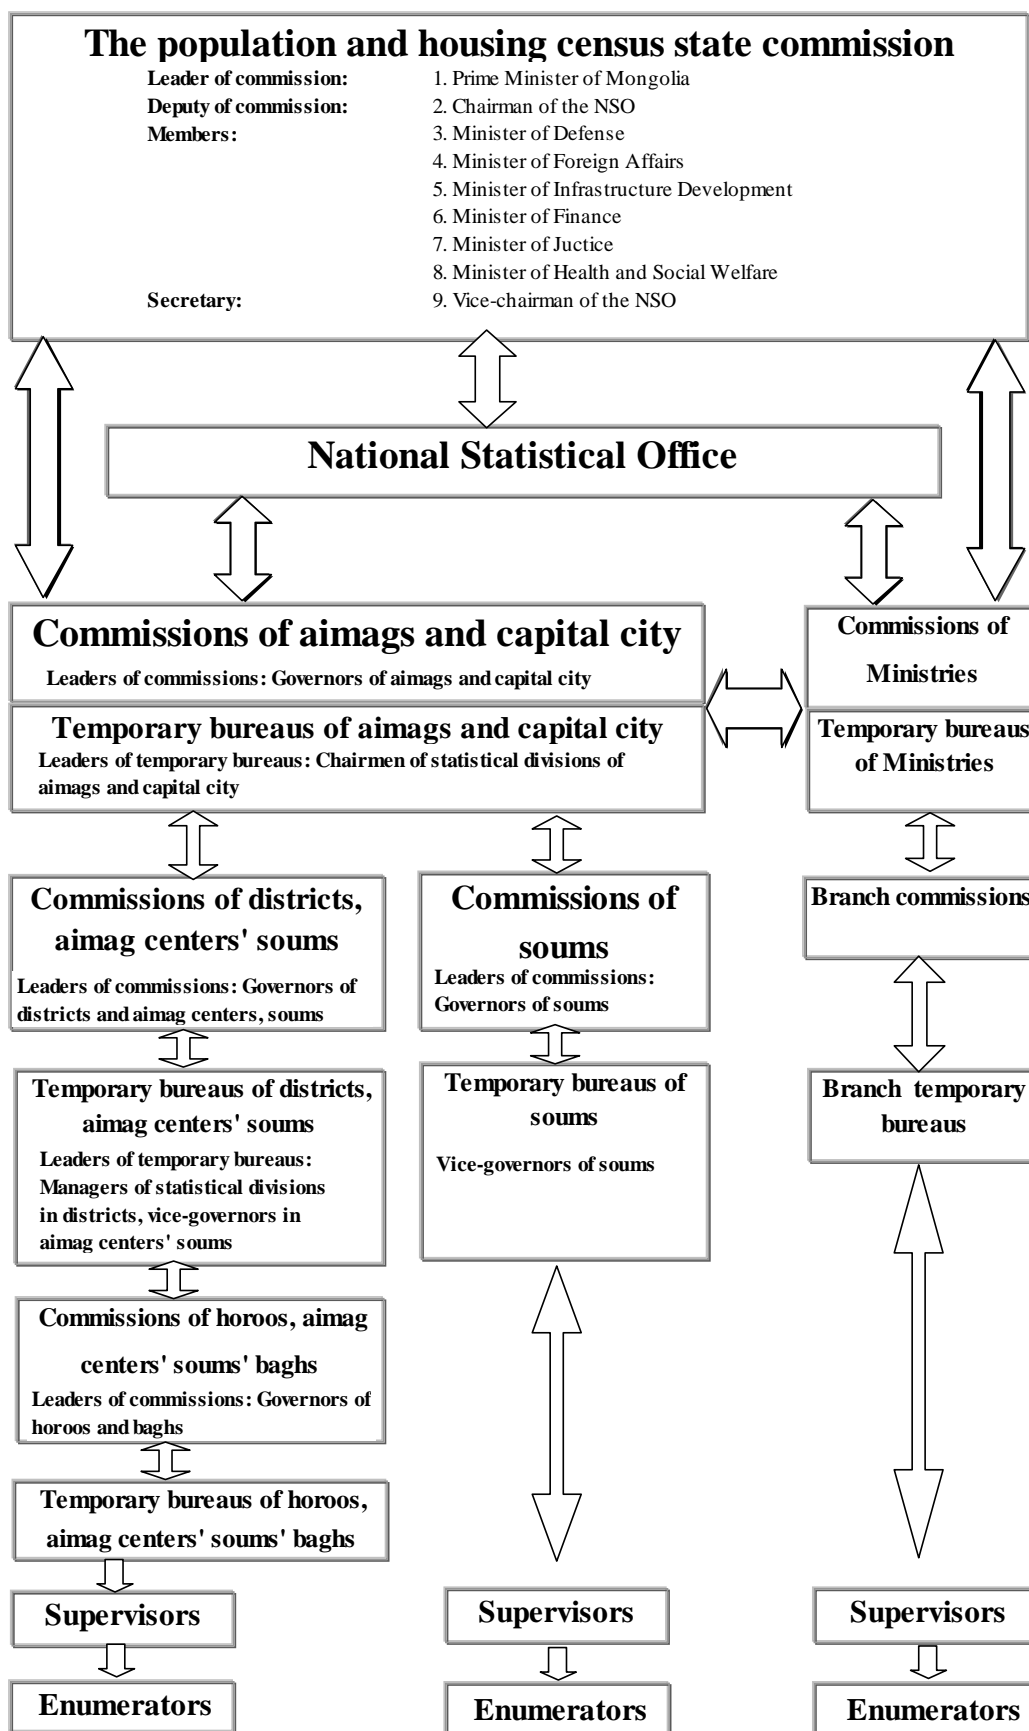 The population and housing census state commission
Leader of commission: 1. Prime Minister of Mongolia
Deputy of commission: 2. Chairman of the NSO
Members: 3. Minister of Defense
4. Minister of Foreign Affairs
5. Minister of Infrastructure Development
6. Minister of Finance
7. Minister of Juctice
8. Minister of Health and Social Welfare
Secretary: 9. Vice-chairman of the NSO
National Statistical Office
Commissions of aimags and capital city
Leaders of commissions: Governors of aimags and capital city
Temporary bureaus of aimags and capital city
Leaders of temporary bureaus: Chairmen of statistical divisions of
aimags and capital city
Commissions of
Ministries
Temporary bureaus
of Ministries
Commissions of districts,
aimag centers' soums
Leaders of commissions: Governors of
districts and aimag centers, soums
Commissions of
soums
Leaders of commissions:
Governors of soums
Branch commissions
Temporary bureaus of districts,
aimag centers' soums
Leaders of temporary bureaus:
Managers of statistical divisions
in districts, vice-governors in
aimag centers' soums
Temporary bureaus of
soums
Vice-governors of soums
Branch temporary
bureaus
Commissions of horoos, aimag
centers' soums' baghs
Leaders of commissions: Governors of
horoos and baghs
Temporary bureaus of horoos,
aimag centers' soums' baghs
Supervisors
Supervisors
Supervisors
Enumerators
Enumerators
Enumerators